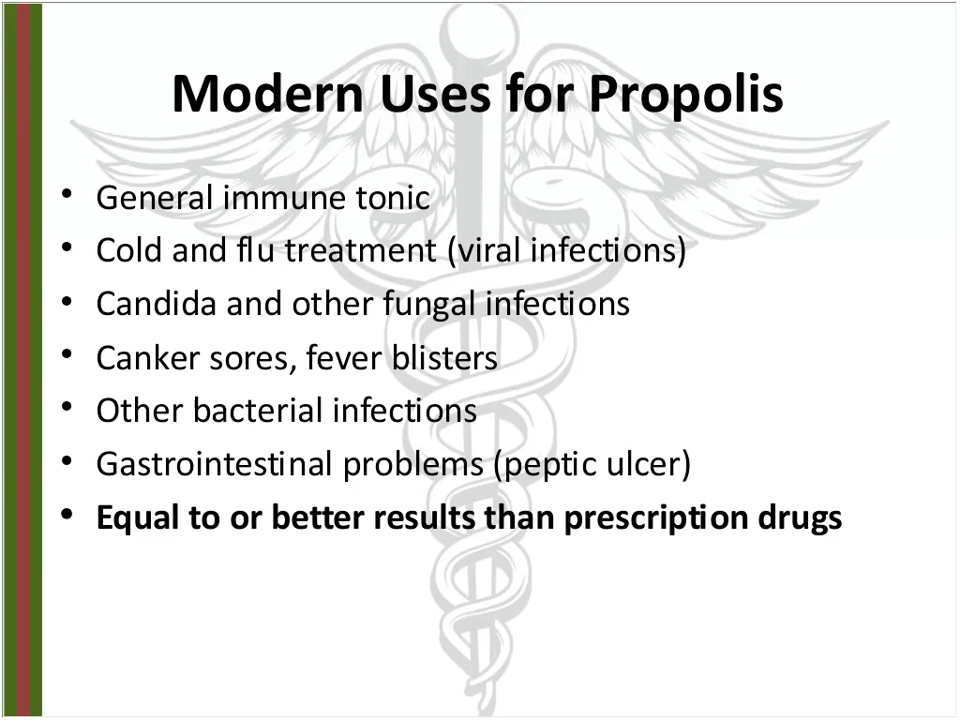 Modern Uses for Propolis
• General immune tonic
• Cold and flu treatment (viral infections)
• Candida and other fungal infections
• Canker sores, fever blisters
• Other bacterial infections
• Gastrointestinal problems (peptic ulcer)
• Equal to or better results than prescription drugs